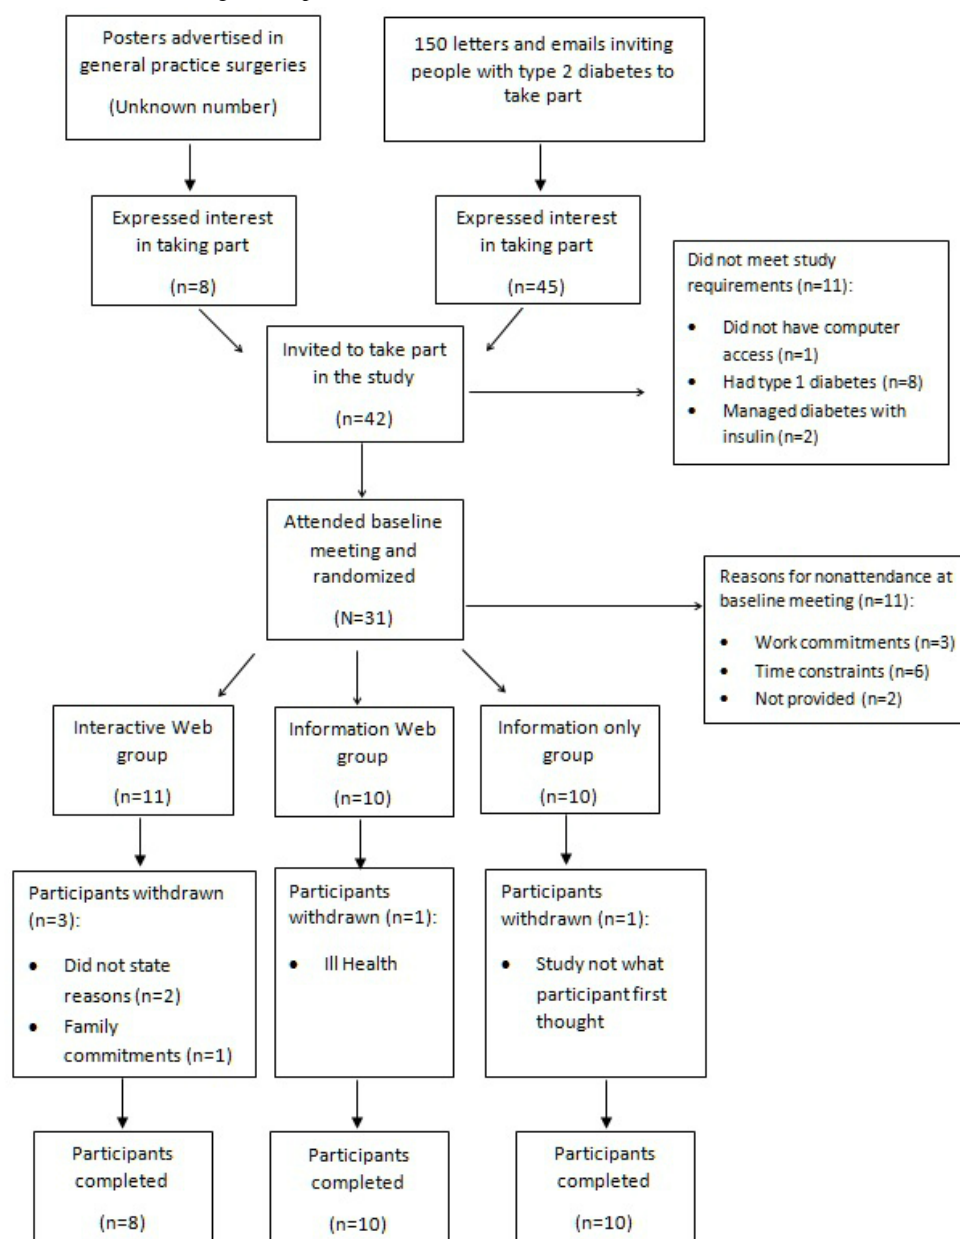 Posters advertised in
general practice surgeries
(Unknown number)
150 letters and emails inviting
people with type 2 diabetes to
take part
Expressed interest
in taking part
(n=8)
Expressed interest
in taking part
(n=45)
Did not meet study
requirements (n=11):
• Did not have computer
access (n=1)
• Had type 1 diabetes (n=8)
• Managed diabetes with
insulin (n=2)
Invited to take part
in the study
(n=42)
Attended baseline
meeting and
randomized
(N=31)
Reasons for nonattendance at
baseline meeting (n=11):
• Work commitments (n=3)
• Time constraints (n=6)
• Not provided (n=2)
Interactive Web
group
(n=11)
Information Web
group
(n=10)
Information only
group
(n=10)
Participants withdrawn
(n=3):
• Did not state
reasons (n=2)
• Family
commitments (n=1)
Participants
withdrawn (n=1):
• Ill Health
Participants
withdrawn (n=1):
• Study not what
participant first
thought
Participants
completed
(n=8)
Participants
completed
(n=10)
Participants
completed
(n=10)